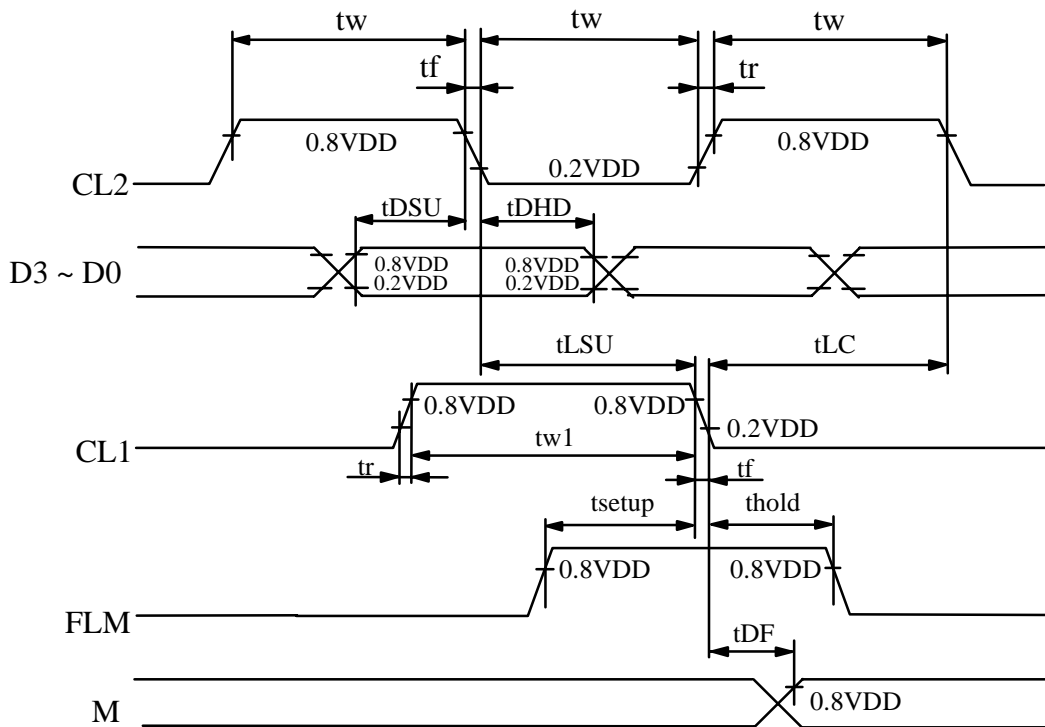 tw tw tw
tf tr
0.8VDD 0.2VDD 0.8VDD
CL2
tDSU tDHD
D3 ~ D0
0.8VDD 0.8VDD
0.2VDD 0.2VDD
tLSU tLC
0.8VDD 0.8VDD
0.2VDD
CL1
tw1
tr tf
tsetup thold
0.8VDD 0.8VDD
FLM
tDF
0.8VDD
M